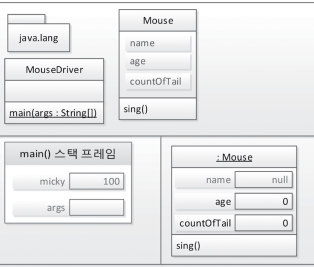 java.lang
MouseDriver
main(args : String[])
Mouse
name
age
countOfTail
sing()
main() 스택 프레임
micky 100
args
: Mouse
name null
age 0
countOfTail 0
sing()